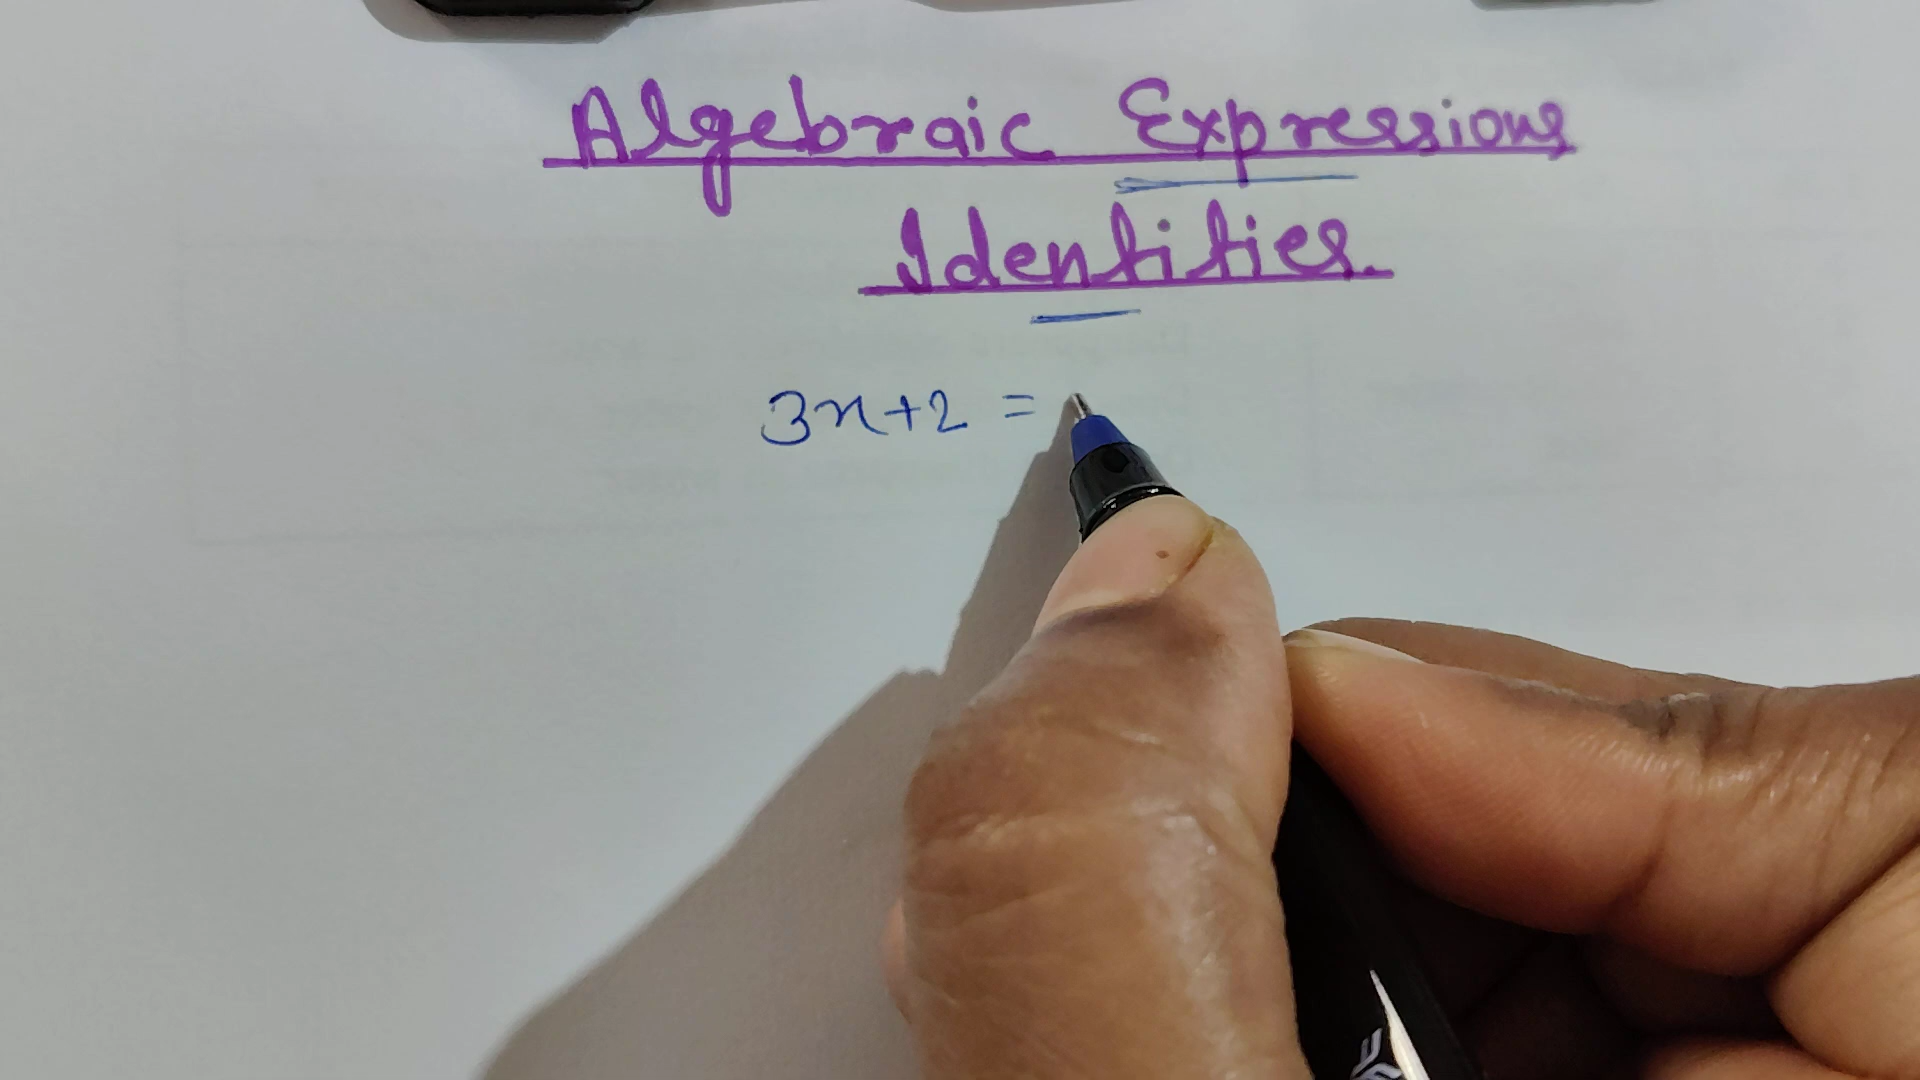 Algebraic Expressions
Identities.
3x+2 =